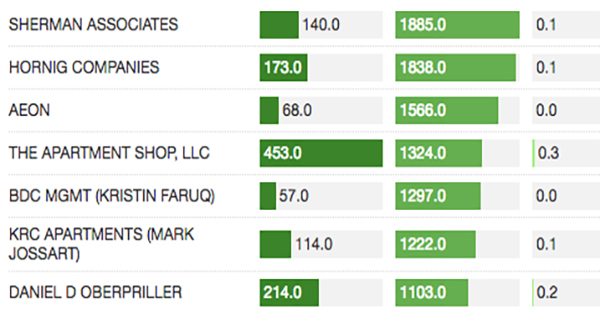 SHERMAN ASSOCIATES 140.0 1885.0 0.1
HORNIG COMPANIES 173.0 1838.0 0.1
AEON 68.0 1566.0 0.0
THE APARTMENT SHOP, LLC 453.0 1324.0 0.3
BDC MGMT (KRISTIN FARUQ) 57.0 1297.0 0.0
KRC APARTMENTS (MARK
JOSSART) 114.0 1222.0 0.1
DANIEL D OBERPRILLER 214.0 1103.0 0.2